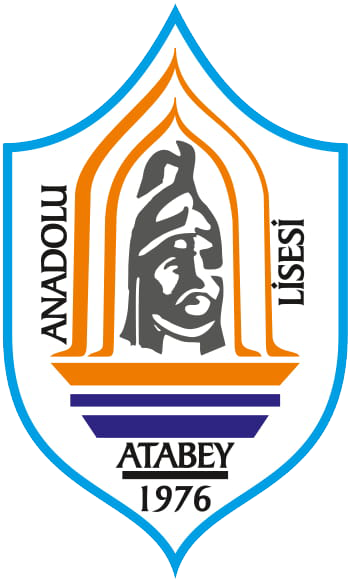 ANADOLU
LİSESİ
ATABEY
1976